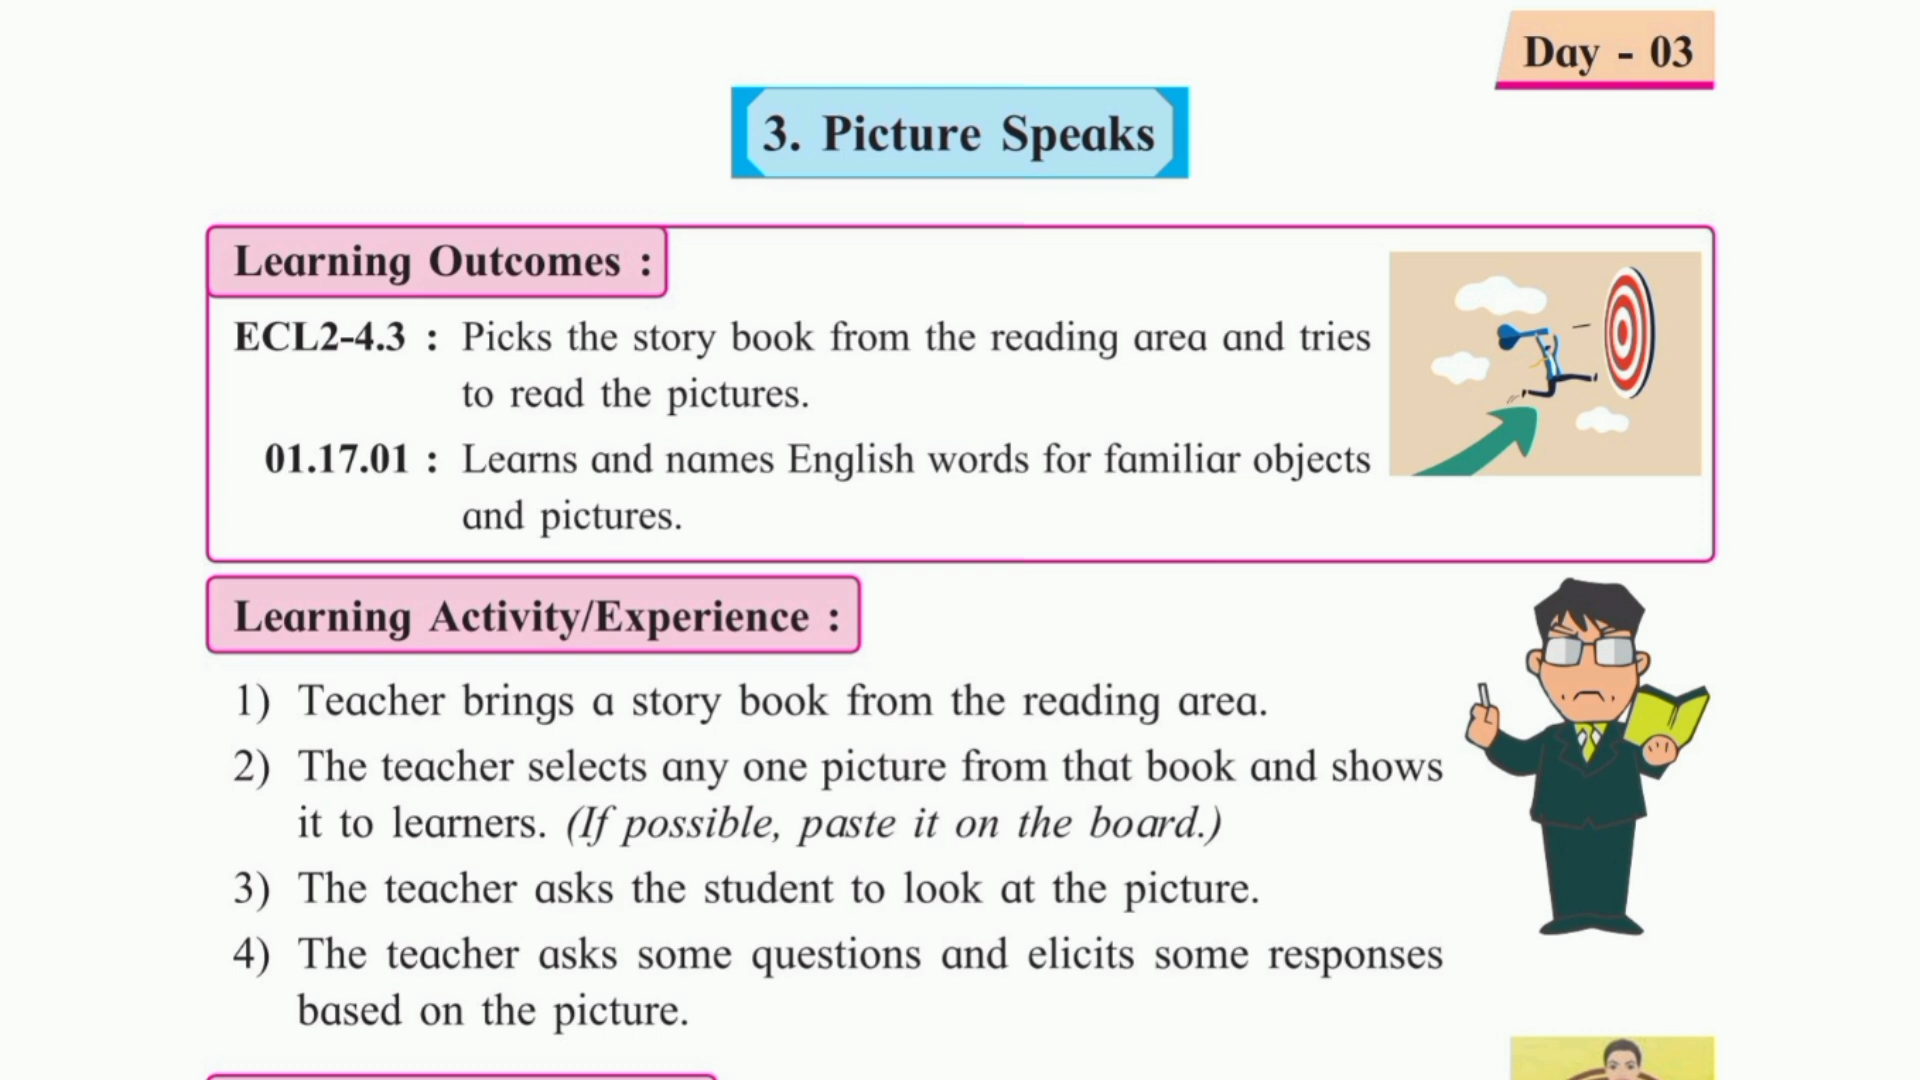 Day - 03
3. Picture Speaks
Learning Outcomes :
ECL2-4.3 : Picks the story book from the reading area and tries
to read the pictures.
01.17.01 : Learns and names English words for familiar objects
and pictures.
Learning Activity/Experience :
1) Teacher brings a story book from the reading area.
2) The teacher selects any one picture from that book and shows
it to learners. (If possible, paste it on the board.)
3) The teacher asks the student to look at the picture.
4) The teacher asks some questions and elicits some responses
based on the picture.